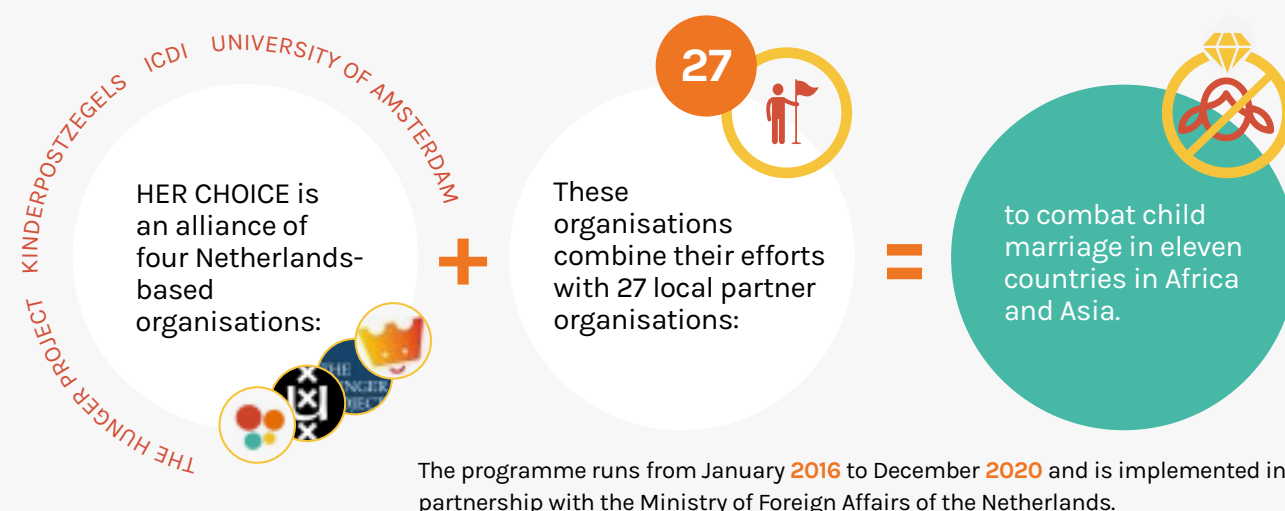 THE HUNGER PROJECT KINDERPOSTZEGELS ICDI UNIVERSITY OF AMSTERDAM
HER CHOICE is
an alliance of
four Netherlands-
based
organisations:
THE
HUNGER
PROJECT
+
27
These
organisations
combine their efforts
with 27 local partner
organisations:
=
to combat child
marriage in eleven
countries in Africa
and Asia.
The programme runs from January 2016 to December 2020 and is implemented in
partnership with the Ministry of Foreign Affairs of the Netherlands.